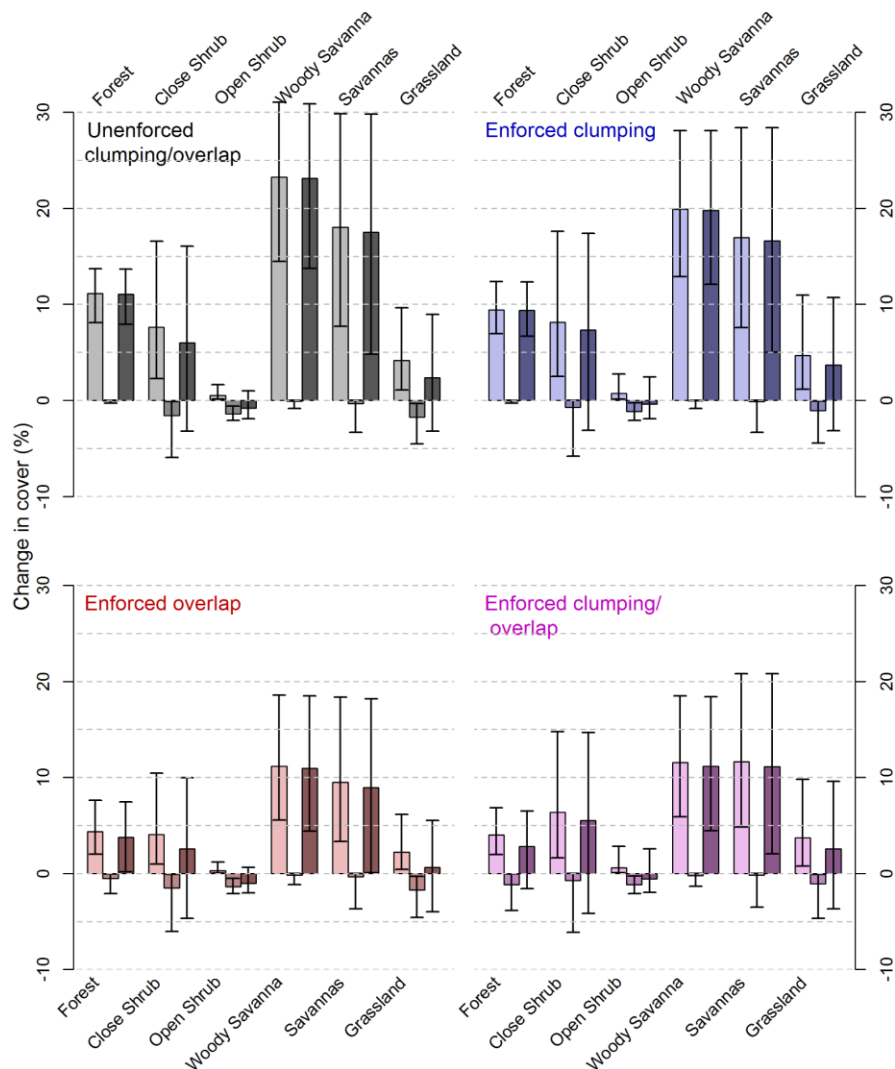 Forest
Close Shrub
Open Shrub
Woody Savanna
Savannas
Grassland
Forest
Close Shrub
Open Shrub
Woody Savanna
Savannas
Grassland
Unenforced
clumping/overlap
Enforced clumping
30
20
10
0
-10
30
20
10
0
-10
Change in cover (%)
Enforced overlap
Enforced clumping/
overlap
30
20
10
0
-10
30
20
10
0
-10
Forest
Close Shrub
Open Shrub
Woody Savanna
Savannas
Grassland
Forest
Close Shrub
Open Shrub
Woody Savanna
Savannas
Grassland